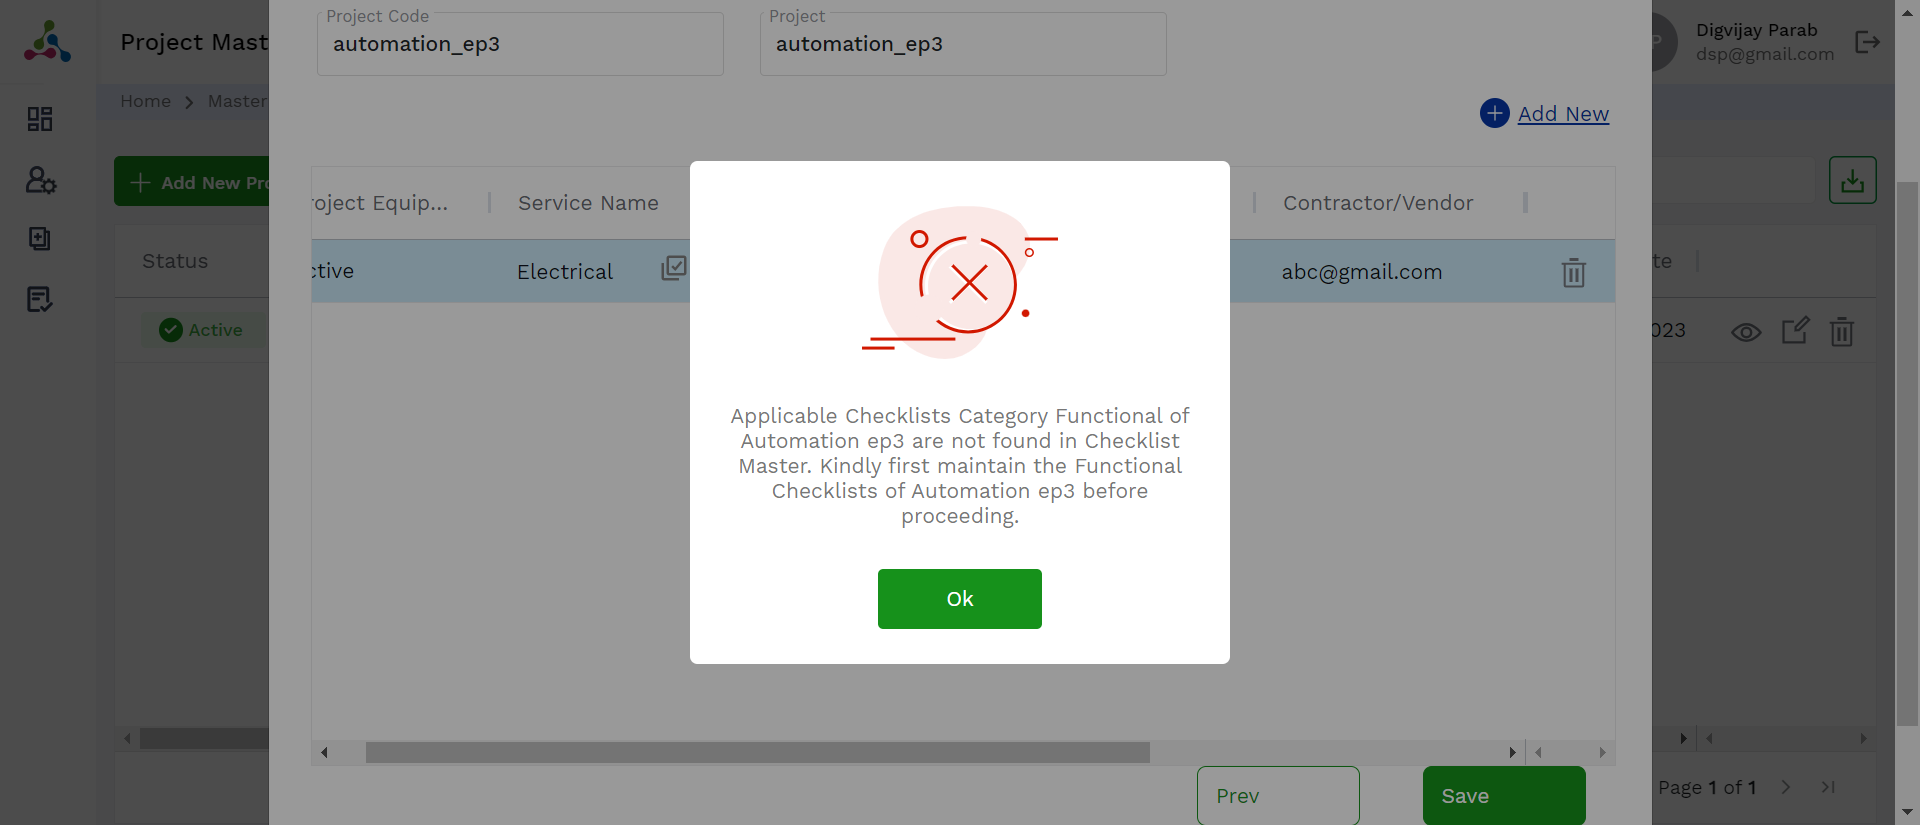 Project Mast
Project Code
automation_ep3
Project
automation_ep3
P
Digvijay Parab
dsp@gmail.com
Home > Master
Add New
Add New Pro
roject Equip...
Service Name
Contractor/Vendor
Status
te
ctive
Electrical
abc@gmail.com
Active
023
Applicable Checklists Category Functional of
Automation ep3 are not found in Checklist
Master. Kindly first maintain the Functional
Checklists of Automation ep3 before
proceeding.
Ok
Prev
Save
Page 1 of 1